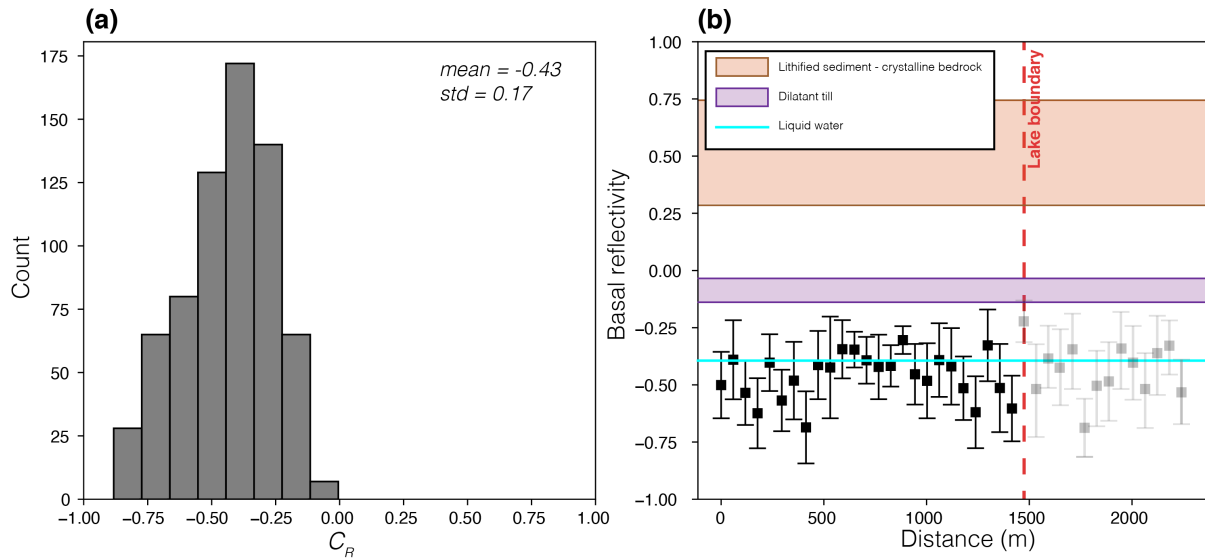 (a)
mean = -0.43
std = 0.17
175
150
125
100
75
50
25
0
Count
−1.00 −0.75 −0.50 −0.25 0.00 0.25 0.50 0.75 1.00
C_R
(b)
Lithified sediment - crystalline bedrock
Dilatant till
Liquid water
Lake boundary
1.00
0.75
0.50
0.25
0.00
−0.25
−0.50
−0.75
−1.00
Basal reflectivity
0 500 1000 1500 2000
Distance (m)